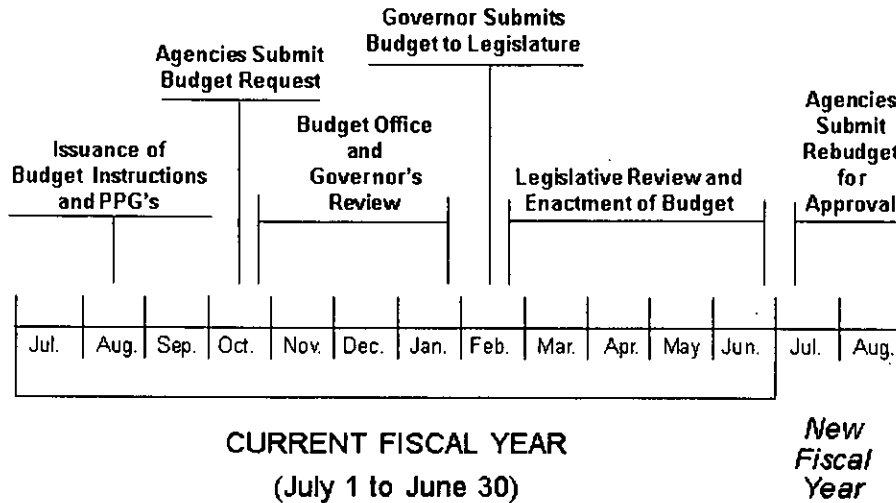 Governor Submits
Budget to Legislature
Agencies Submit
Budget Request
Agencies
Submit
Rebudget
for
Approval
Budget Office
and
Governor's
Review
Issuance of
Budget Instructions
and PPG's
Legislative Review and
Enactment of Budget
Jul. Aug. Sep. Oct. Nov. Dec. Jan. Feb. Mar. Apr. May Jun. Jul. Aug.
CURRENT FISCAL YEAR
(July 1 to June 30)
New
Fiscal
Year